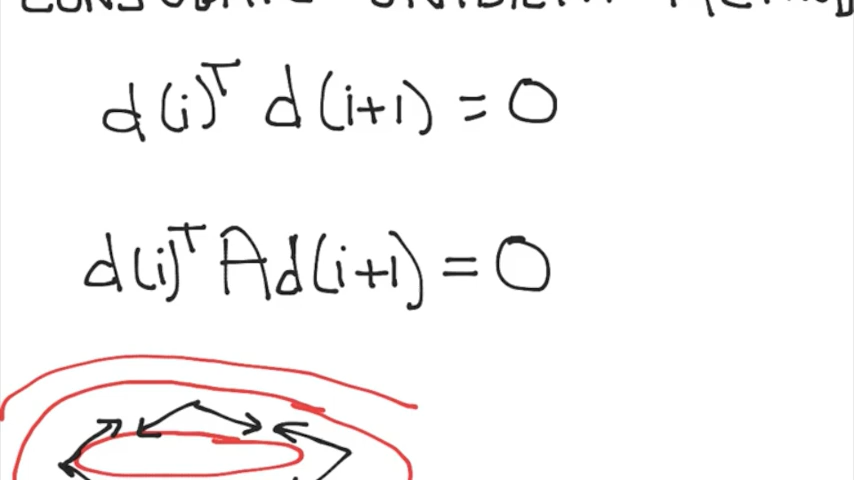 d(i)ᵀ d(i+1) = 0
d(i)ᵀ A d(i+1) = 0